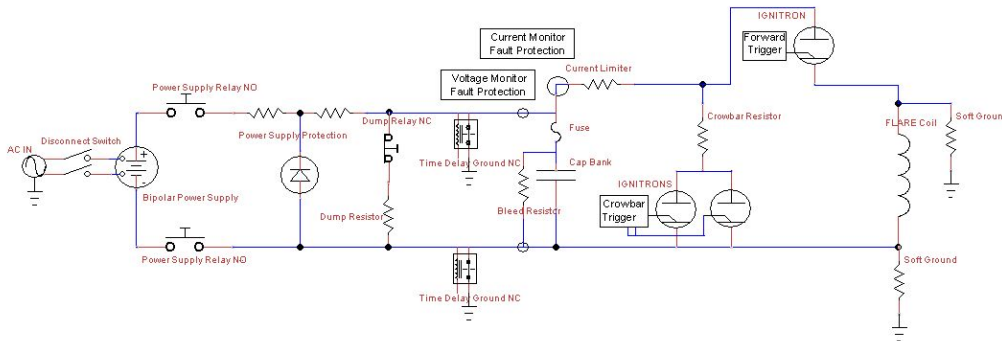 IGNITRON
Current Monitor
Fault Protection
Forward
Trigger
Voltage Monitor
Fault Protection
Current Limiter
Power Supply Relay NO
Disconnect Switch
Power Supply Protection
Dump Relay NC
Fuse
Crowbar Resistor
FLARE Coil
Soft Ground
AC IN
+
-
Time Delay Ground NC
Cap Bank
Bipolar Power Supply
IGNITRONS
Dump Resistor
Bleed Resistor
Crowbar
Trigger
Power Supply Relay NO
Time Delay Ground NC
Soft Ground